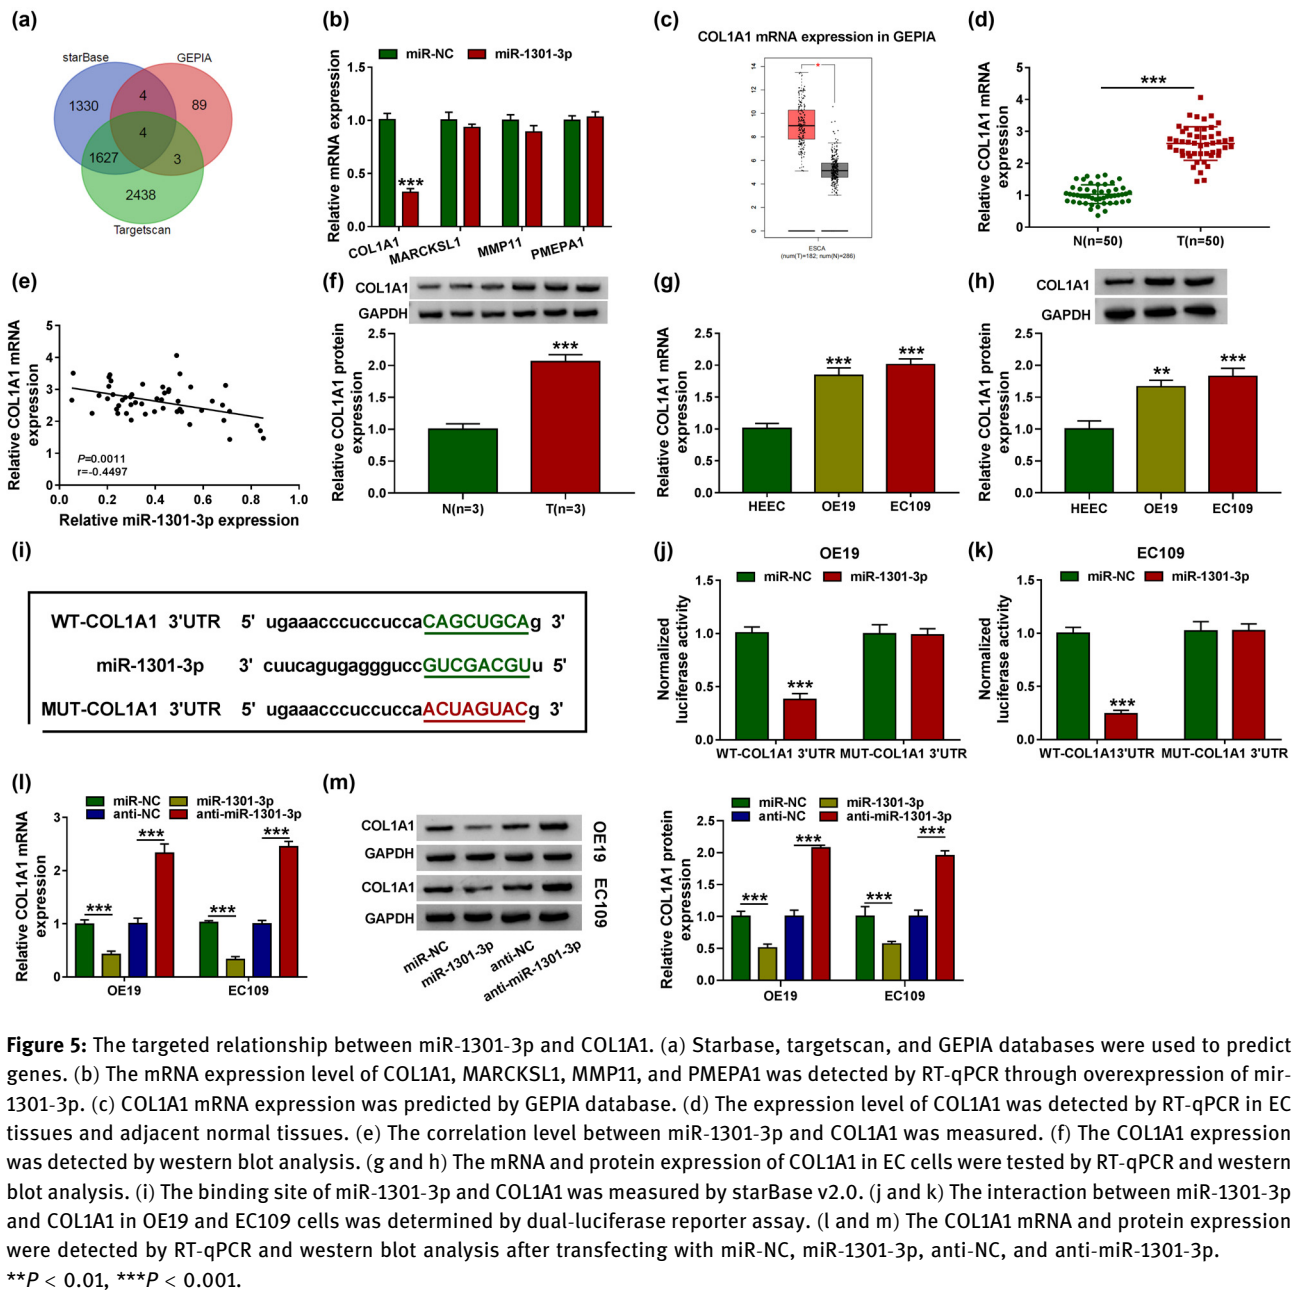 (a)
starBase
GEPIA
1330
4
89
4
1627
3
2438
Targetscan
(b)
miR-NC miR-1301-3p
Relative mRNA expression
1.5
1.0
0.5
0.0
***
COL1A1 MARCKSL1 MMP11 PMEPA1
(c)
COL1A1 mRNA expression in GEPIA
14
12
10
8
6
4
2
0
*
ESCA
(num(T)=182; num(N)=286)
(d)
Relative COL1A1 mRNA
expression
5
4
3
2
1
0
***
N(n=50) T(n=50)
(e)
Relative COL1A1 mRNA
expression
5
4
3
2
1
0
P=0.0011
r=-0.4497
0.0 0.2 0.4 0.6 0.8 1.0
Relative miR-1301-3p expression
(f)
COL1A1
GAPDH
Relative COL1A1 protein
expression
2.5
2.0
1.5
1.0
0.5
0.0
***
N(n=3) T(n=3)
(g)
Relative COL1A1 mRNA
expression
2.5
2.0
1.5
1.0
0.5
0.0
*** ***
HEEC OE19 EC109
(h)
COL1A1
GAPDH
Relative COL1A1 protein
expression
2.5
2.0
1.5
1.0
0.5
0.0
** ***
HEEC OE19 EC109
(i)
WT-COL1A1 3'UTR 5' ugaaacccuccuccaCAGCUGCAg 3'
miR-1301-3p 3' cuucagugaggguccGUCGACGUu 5'
MUT-COL1A1 3'UTR 5' ugaaacccuccuccaACUAGUACg 3'
(j)
OE19
miR-NC miR-1301-3p
Normalized
luciferase activity
1.5
1.0
0.5
0.0
***
WT-COL1A1 3'UTR MUT-COL1A1 3'UTR
(k)
EC109
miR-NC miR-1301-3p
Normalized
luciferase activity
1.5
1.0
0.5
0.0
***
WT-COL1A13'UTR MUT-COL1A1 3'UTR
(l)
miR-NC miR-1301-3p
anti-NC anti-miR-1301-3p
Relative COL1A1 mRNA
expression
3
2
1
0
*** *** *** ***
OE19 EC109
(m)
COL1A1
GAPDH
OE19
COL1A1
GAPDH
EC109
miR-NC
miR-1301-3p
anti-NC
anti-miR-1301-3p
miR-NC miR-1301-3p
anti-NC anti-miR-1301-3p
Relative COL1A1 protein
expression
2.5
2.0
1.5
1.0
0.5
0.0
*** *** *** ***
OE19 EC109
Figure 5: The targeted relationship between miR-1301-3p and COL1A1. (a) Starbase, targetscan, and GEPIA databases were used to predict
genes. (b) The mRNA expression level of COL1A1, MARCKSL1, MMP11, and PMEPA1 was detected by RT-qPCR through overexpression of mir-
1301-3p. (c) COL1A1 mRNA expression was predicted by GEPIA database. (d) The expression level of COL1A1 was detected by RT-qPCR in EC
tissues and adjacent normal tissues. (e) The correlation level between miR-1301-3p and COL1A1 was measured. (f) The COL1A1 expression
was detected by western blot analysis. (g and h) The mRNA and protein expression of COL1A1 in EC cells were tested by RT-qPCR and western
blot analysis. (i) The binding site of miR-1301-3p and COL1A1 was measured by starBase v2.0. (j and k) The interaction between miR-1301-3p
and COL1A1 in OE19 and EC109 cells was determined by dual-luciferase reporter assay. (l and m) The COL1A1 mRNA and protein expression
were detected by RT-qPCR and western blot analysis after transfecting with miR-NC, miR-1301-3p, anti-NC, and anti-miR-1301-3p.
**P < 0.01, ***P < 0.001.